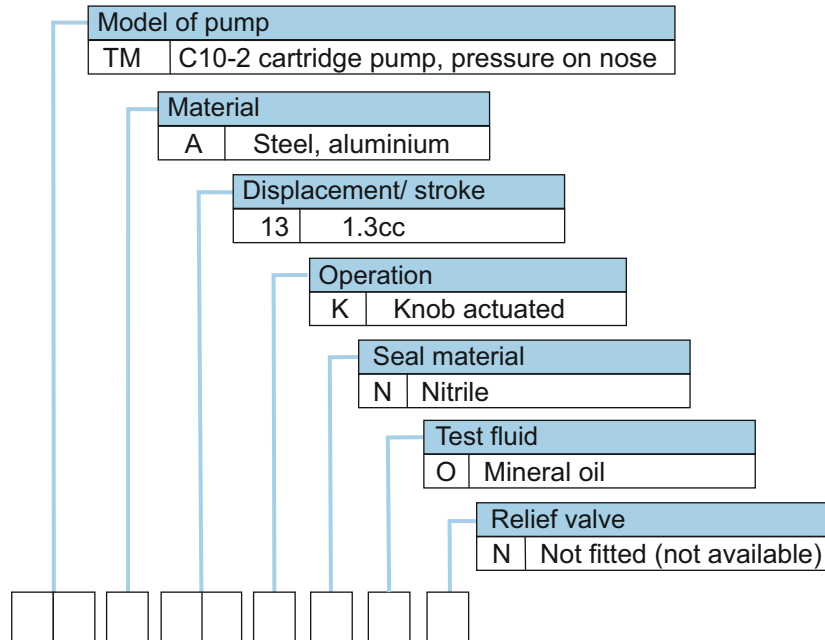 Model of pump
TM C10-2 cartridge pump, pressure on nose
Material
A Steel, aluminium
Displacement/ stroke
13 1.3cc
Operation
K Knob actuated
Seal material
N Nitrile
Test fluid
O Mineral oil
Relief valve
N Not fitted (not available)